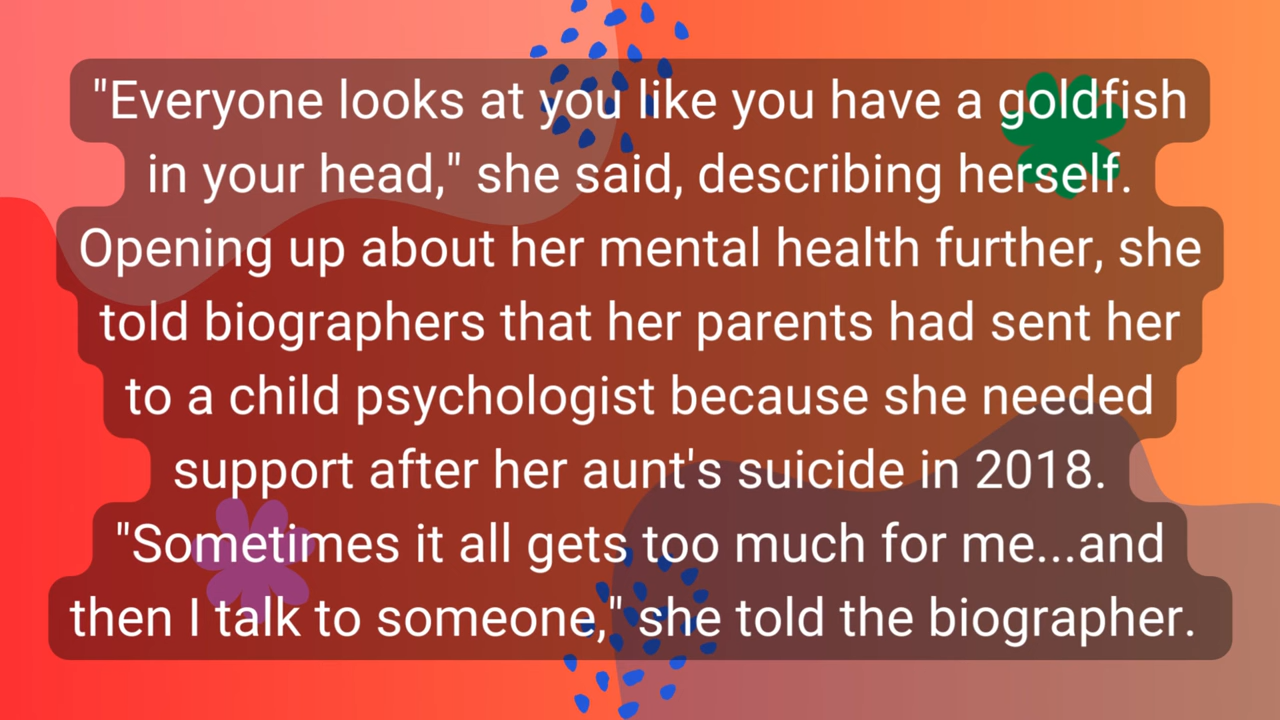 "Everyone looks at you like you have a goldfish
in your head," she said, describing herself.
Opening up about her mental health further, she
told biographers that her parents had sent her
to a child psychologist because she needed
support after her aunt's suicide in 2018.
"Sometimes it all gets too much for me...and
then I talk to someone," she told the biographer.